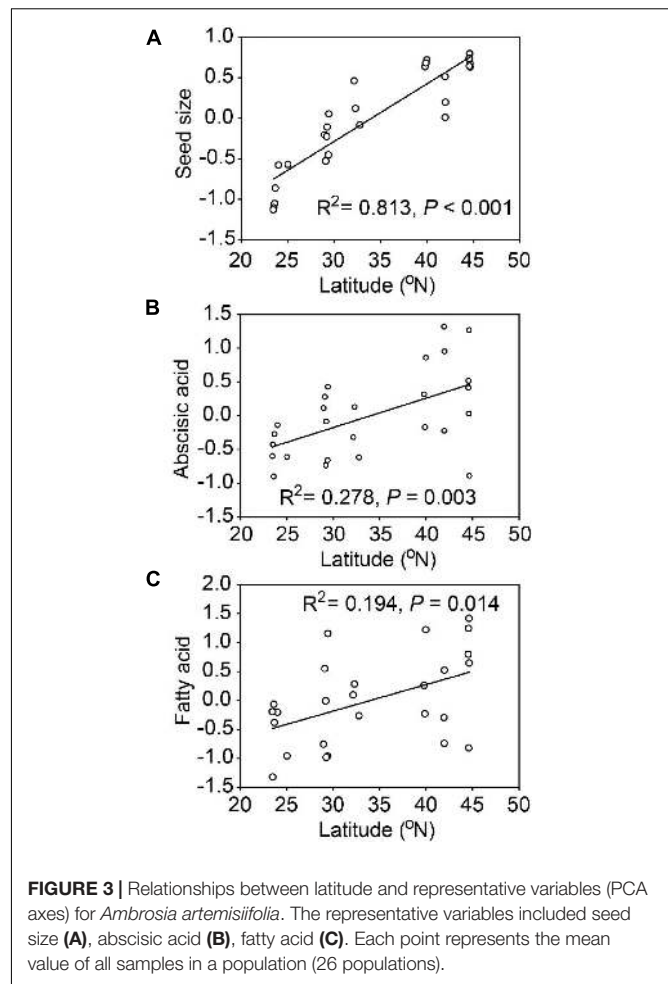 A
1.0
0.5
0.0
-0.5
-1.0
-1.5
Seed size
R²= 0.813, P < 0.001
20 25 30 35 40 45 50
Latitude (ºN)
B
1.5
1.0
0.5
0.0
-0.5
-1.0
-1.5
Abscisic acid
R²= 0.278, P = 0.003
20 25 30 35 40 45 50
Latitude (ºN)
C
2.0
1.5
1.0
0.5
0.0
-0.5
-1.0
-1.5
Fatty acid
R²= 0.194, P = 0.014
20 25 30 35 40 45 50
Latitude (ºN)
FIGURE 3 | Relationships between latitude and representative variables (PCA
axes) for Ambrosia artemisiifolia. The representative variables included seed
size (A), abscisic acid (B), fatty acid (C). Each point represents the mean
value of all samples in a population (26 populations).